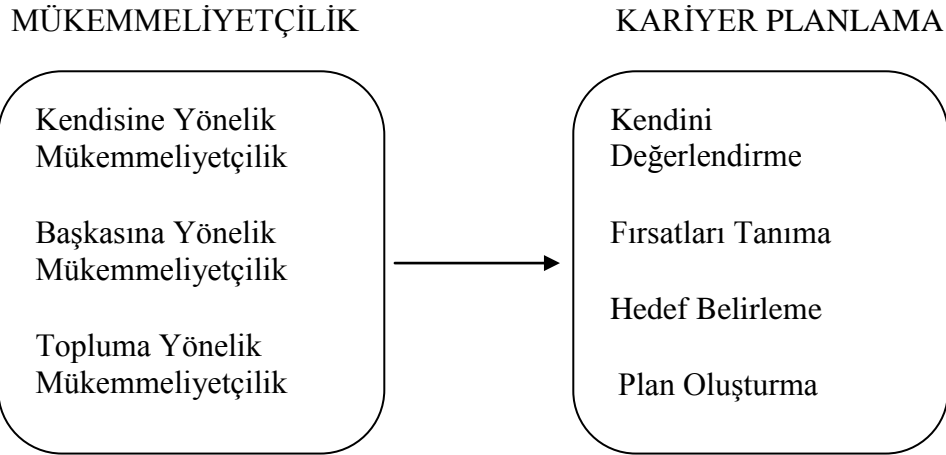 MÜKEMMELİYETÇİLİK
Kendisine Yönelik
Mükemmeliyetçilik
Başkasına Yönelik
Mükemmeliyetçilik
Topluma Yönelik
Mükemmeliyetçilik
KARİYER PLANLAMA
Kendini
Değerlendirme
Fırsatları Tanıma
Hedef Belirleme
Plan Oluşturma